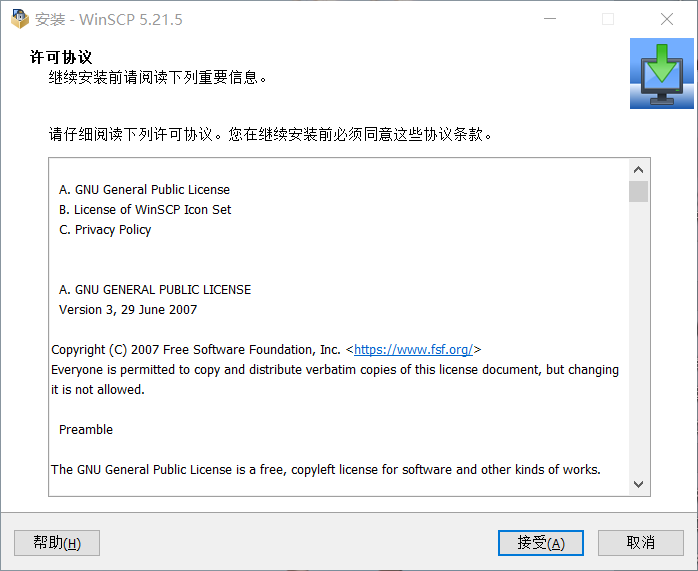 安装 - WinSCP 5.21.5
许可协议
继续安装前请阅读下列重要信息。
请仔细阅读下列许可协议。您在继续安装前必须同意这些协议条款。
A. GNU General Public License
B. License of WinSCP Icon Set
C. Privacy Policy
A. GNU GENERAL PUBLIC LICENSE
Version 3, 29 June 2007
Copyright (C) 2007 Free Software Foundation, Inc. <https://www.fsf.org/>
Everyone is permitted to copy and distribute verbatim copies of this license document, but changing
it is not allowed.
Preamble
The GNU General Public License is a free, copyleft license for software and other kinds of works.
帮助(H)
接受(A)
取消